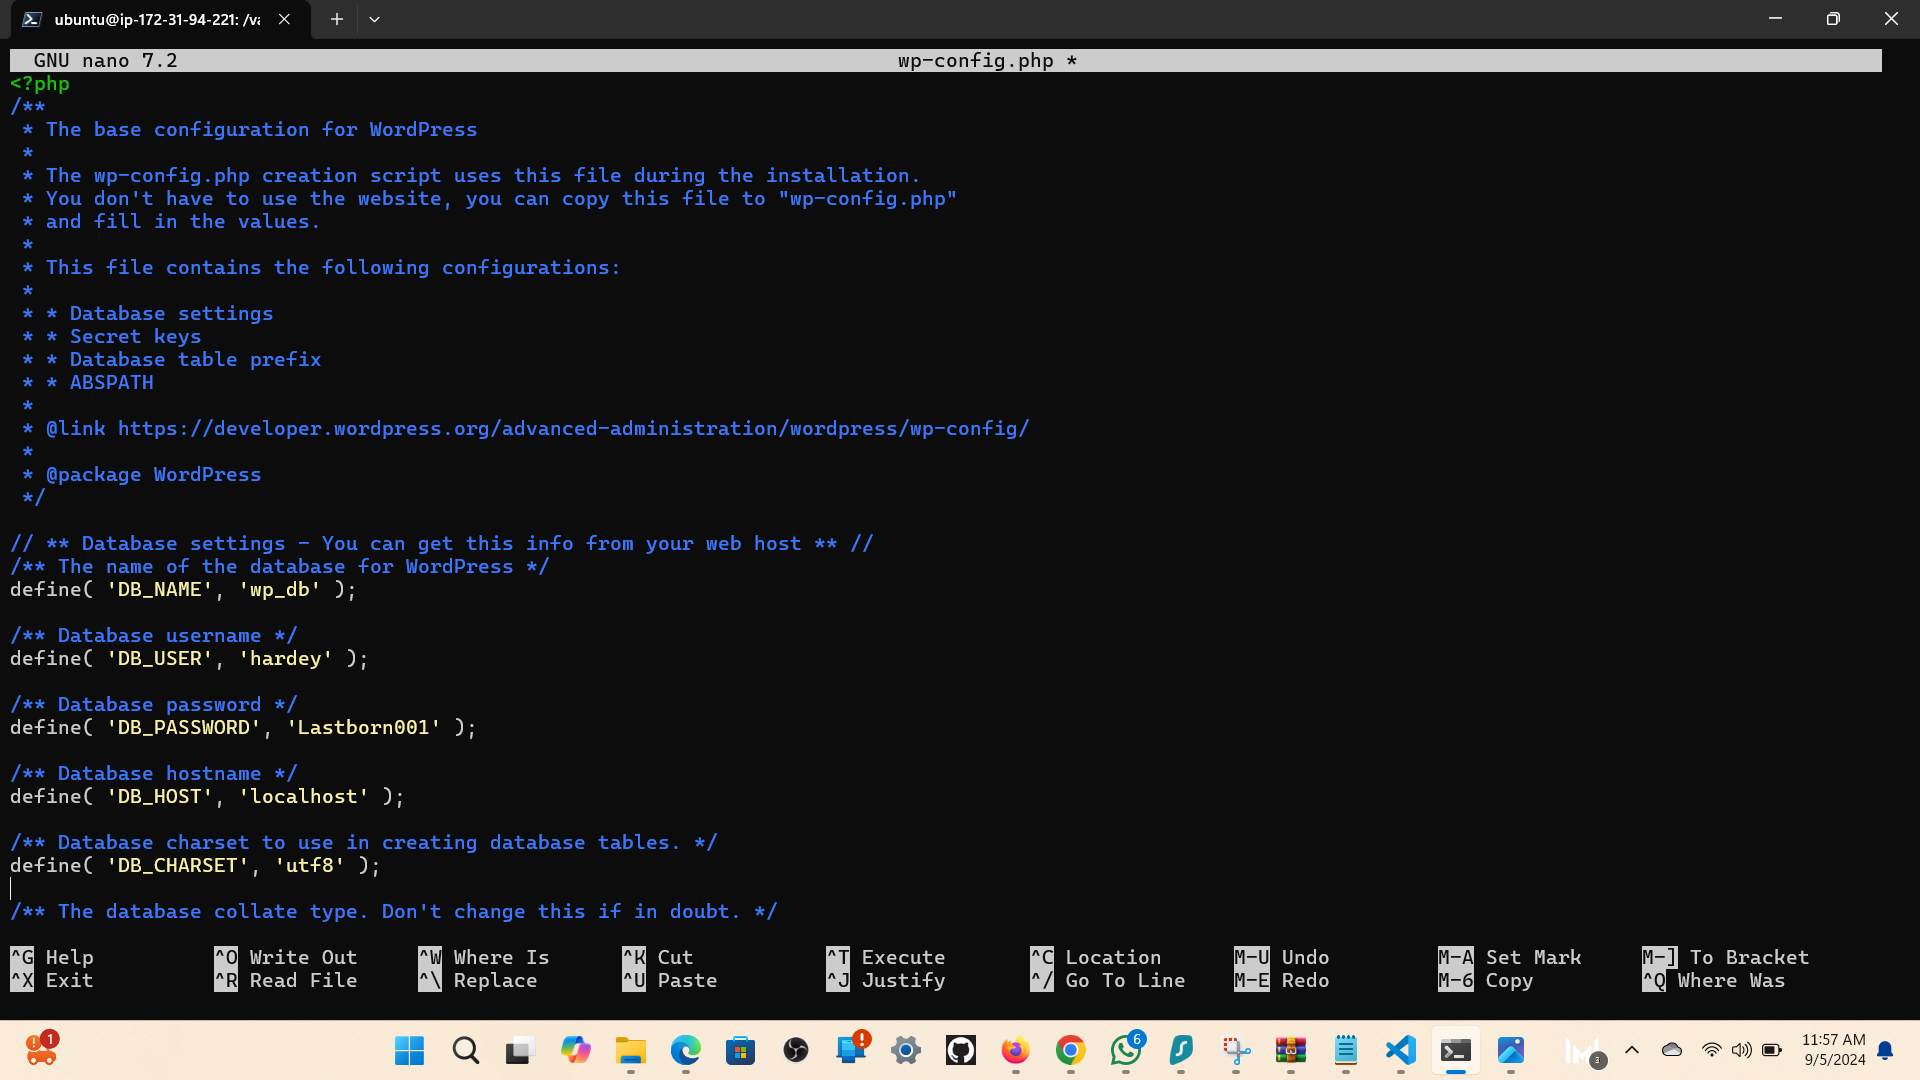 ubuntu@ip-172-31-94-221: /va
GNU nano 7.2 wp-config.php *
<?php
/**
 * The base configuration for WordPress
 *
 * The wp-config.php creation script uses this file during the installation.
 * You don't have to use the website, you can copy this file to "wp-config.php"
 * and fill in the values.
 *
 * This file contains the following configurations:
 *
 * * Database settings
 * * Secret keys
 * * Database table prefix
 * * ABSPATH
 *
 * @link https://developer.wordpress.org/advanced-administration/wordpress/wp-config/
 *
 * @package WordPress
 */
// ** Database settings - You can get this info from your web host ** //
/** The name of the database for WordPress */
define( 'DB_NAME', 'wp_db' );
/** Database username */
define( 'DB_USER', 'hardey' );
/** Database password */
define( 'DB_PASSWORD', 'Lastborn001' );
/** Database hostname */
define( 'DB_HOST', 'localhost' );
/** Database charset to use in creating database tables. */
define( 'DB_CHARSET', 'utf8' );
/** The database collate type. Don't change this if in doubt. */
^G Help ^O Write Out ^W Where Is ^K Cut ^T Execute ^C Location M-U Undo M-A Set Mark M-] To Bracket
^X Exit ^R Read File ^\ Replace ^U Paste ^J Justify ^/ Go To Line M-E Redo M-6 Copy ^Q Where Was
1
6
3
11:57 AM
9/5/2024